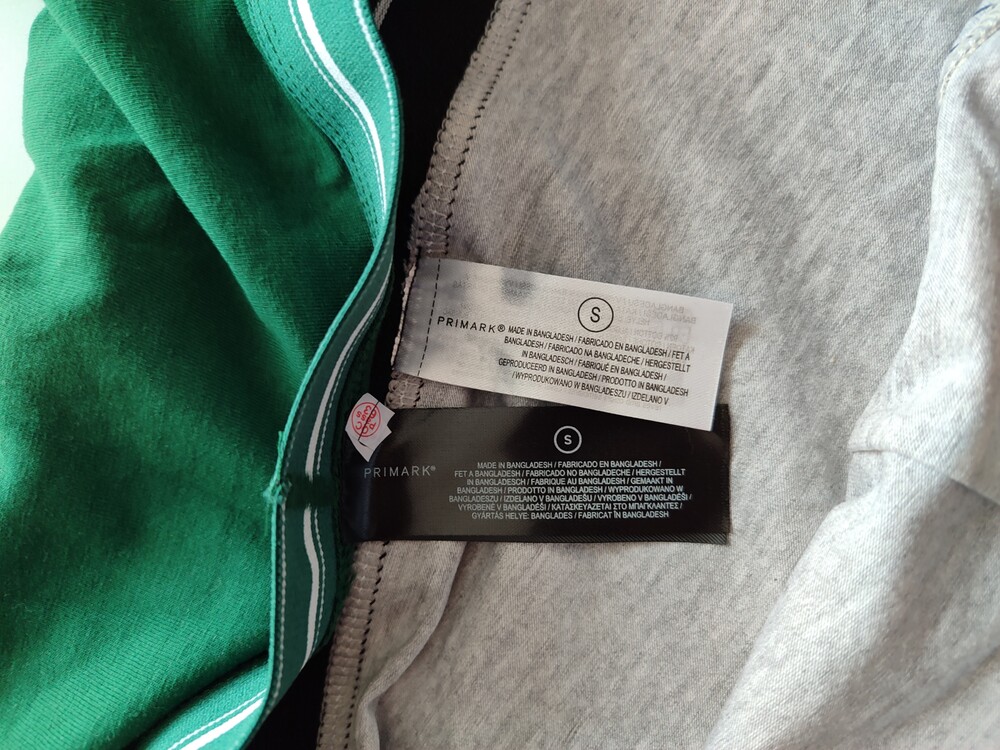 S
PRIMARK®
MADE IN BANGLADESH / FABRICADO EN BANGLADESH / FET A
BANGLADESH / FABRICADO NA BANGLADECHE / HERGESTELLT
IN BANGLADESCH / FABRIQUÉ EN BANGLADESH /
GEPRODUCEERD IN BANGLADESH / PRODOTTO IN BANGLADESH
/ WYPRODUKOWANO W BANGLADESZU / IZDELANO V
S
PRIMARK®
MADE IN BANGLADESH / FABRICADO EN BANGLADESH /
FET A BANGLADESH / FABRICADO NO BANGLADECHE / HERGESTELLT
IN BANGLADESCH / FABRIQUE AU BANGLADESH / GEMAAKT IN
BANGLADESH / PRODOTTO IN BANGLADESH / WYPRODUKOWANO W
BANGLADESZU / IZDELANO V BANGLADEŠU / VYROBENO V BANGLADÉŠI /
VYROBENÉ V BANGLADÉŠI / ΚΑΤΑΣΚΕΥΑΖΕΤΑΙ ΣΤΟ ΜΠΑΓΚΛΑΝΤΕΣ /
GYÁRTÁS HELYE: BANGLADES / FABRICAT ÎN BANGLADESH